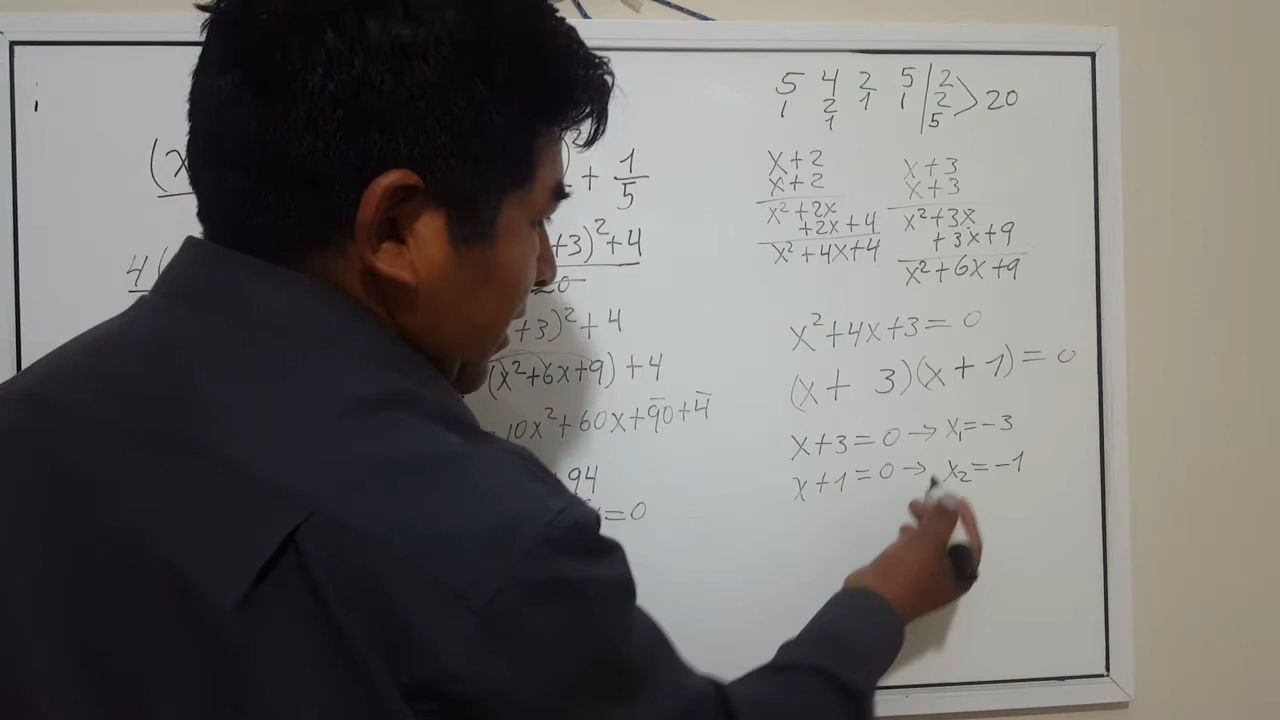 (x
)² + 1/5
4(
+3)²+4
20
+3)²+4
(x²+6x+9)+4
10x²+60x+90+4
+94
=0
5 4 2 5 | 2
1 2 1 1 | 2 > 20
1 5
x+2
x+2
x²+2x
+2x+4
x²+4x+4
x+3
x+3
x²+3x
+3x+9
x²+6x+9
x²+4x+3=0
(x+3)(x+1)=0
x+3=0→x₁=-3
x+1=0→x₂=-1